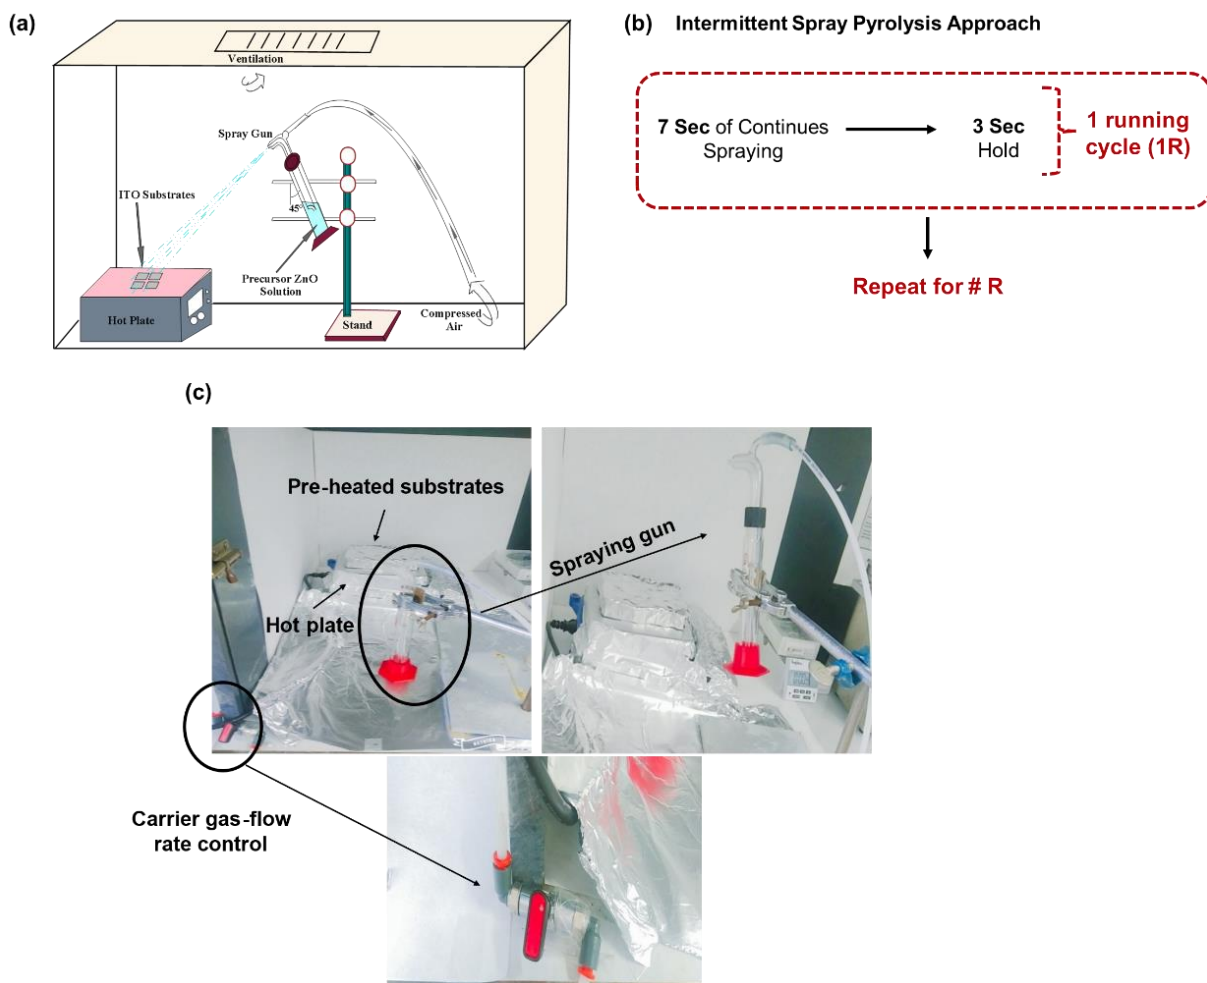 (a)
Ventilation
Spray Gun
ITO Substrates
45°
Precursor ZnO
Solution
Hot Plate
Stand
Compressed
Air
(b) Intermittent Spray Pyrolysis Approach
7 Sec of Continues
Spraying
3 Sec
Hold
1 running
cycle (1R)
Repeat for # R
(c)
Pre-heated substrates
Hot plate
Spraying gun
Carrier gas-flow
rate control